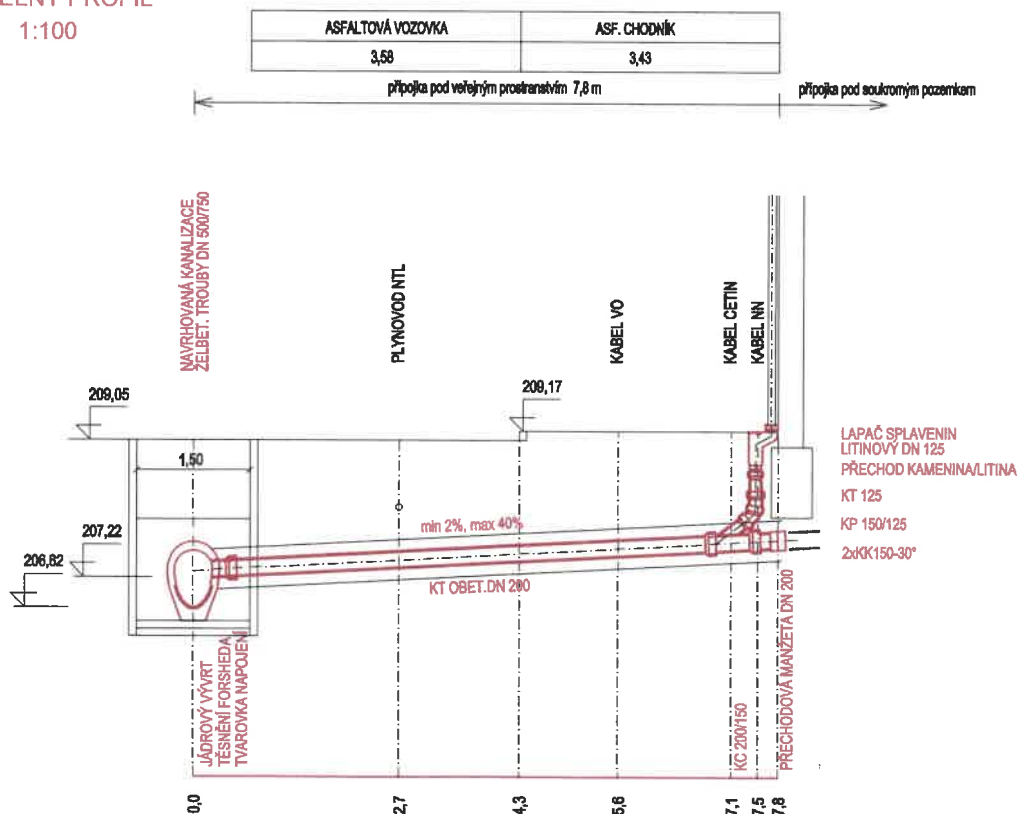 PROFIL
1:100
ASFALTOVÁ VOZOVKA
ASF. CHODNÍK
3,58
3,43
přípojka pod veřejným prostranstvím 7,8 m
přípojka pod soukromým pozemkem
NAVRHOVANÁ KANALIZACE
ŽELBET. TROUBY DN 500/750
PLYNOVOD NTL
KABEL VO
KABEL CETIN
KABEL NN
209,05
209,17
1,50
207,22
206,62
min 2%, max 40%
KT OBET.DN 200
LAPAČ SPLAVENIN
LITINOVÝ DN 125
PŘECHOD KAMENINA/LITINA
KT 125
KP 150/125
2xKK150-30°
JÁDROVÝ VÝVRT
TĚSNĚNÍ FORSHEDA
TVAROVKA NAPOJENÍ
KC 200/150
PŘECHODOVÁ MANŽETA DN 200
0,0
2,7
4,3
5,6
7,1
7,5
7,8